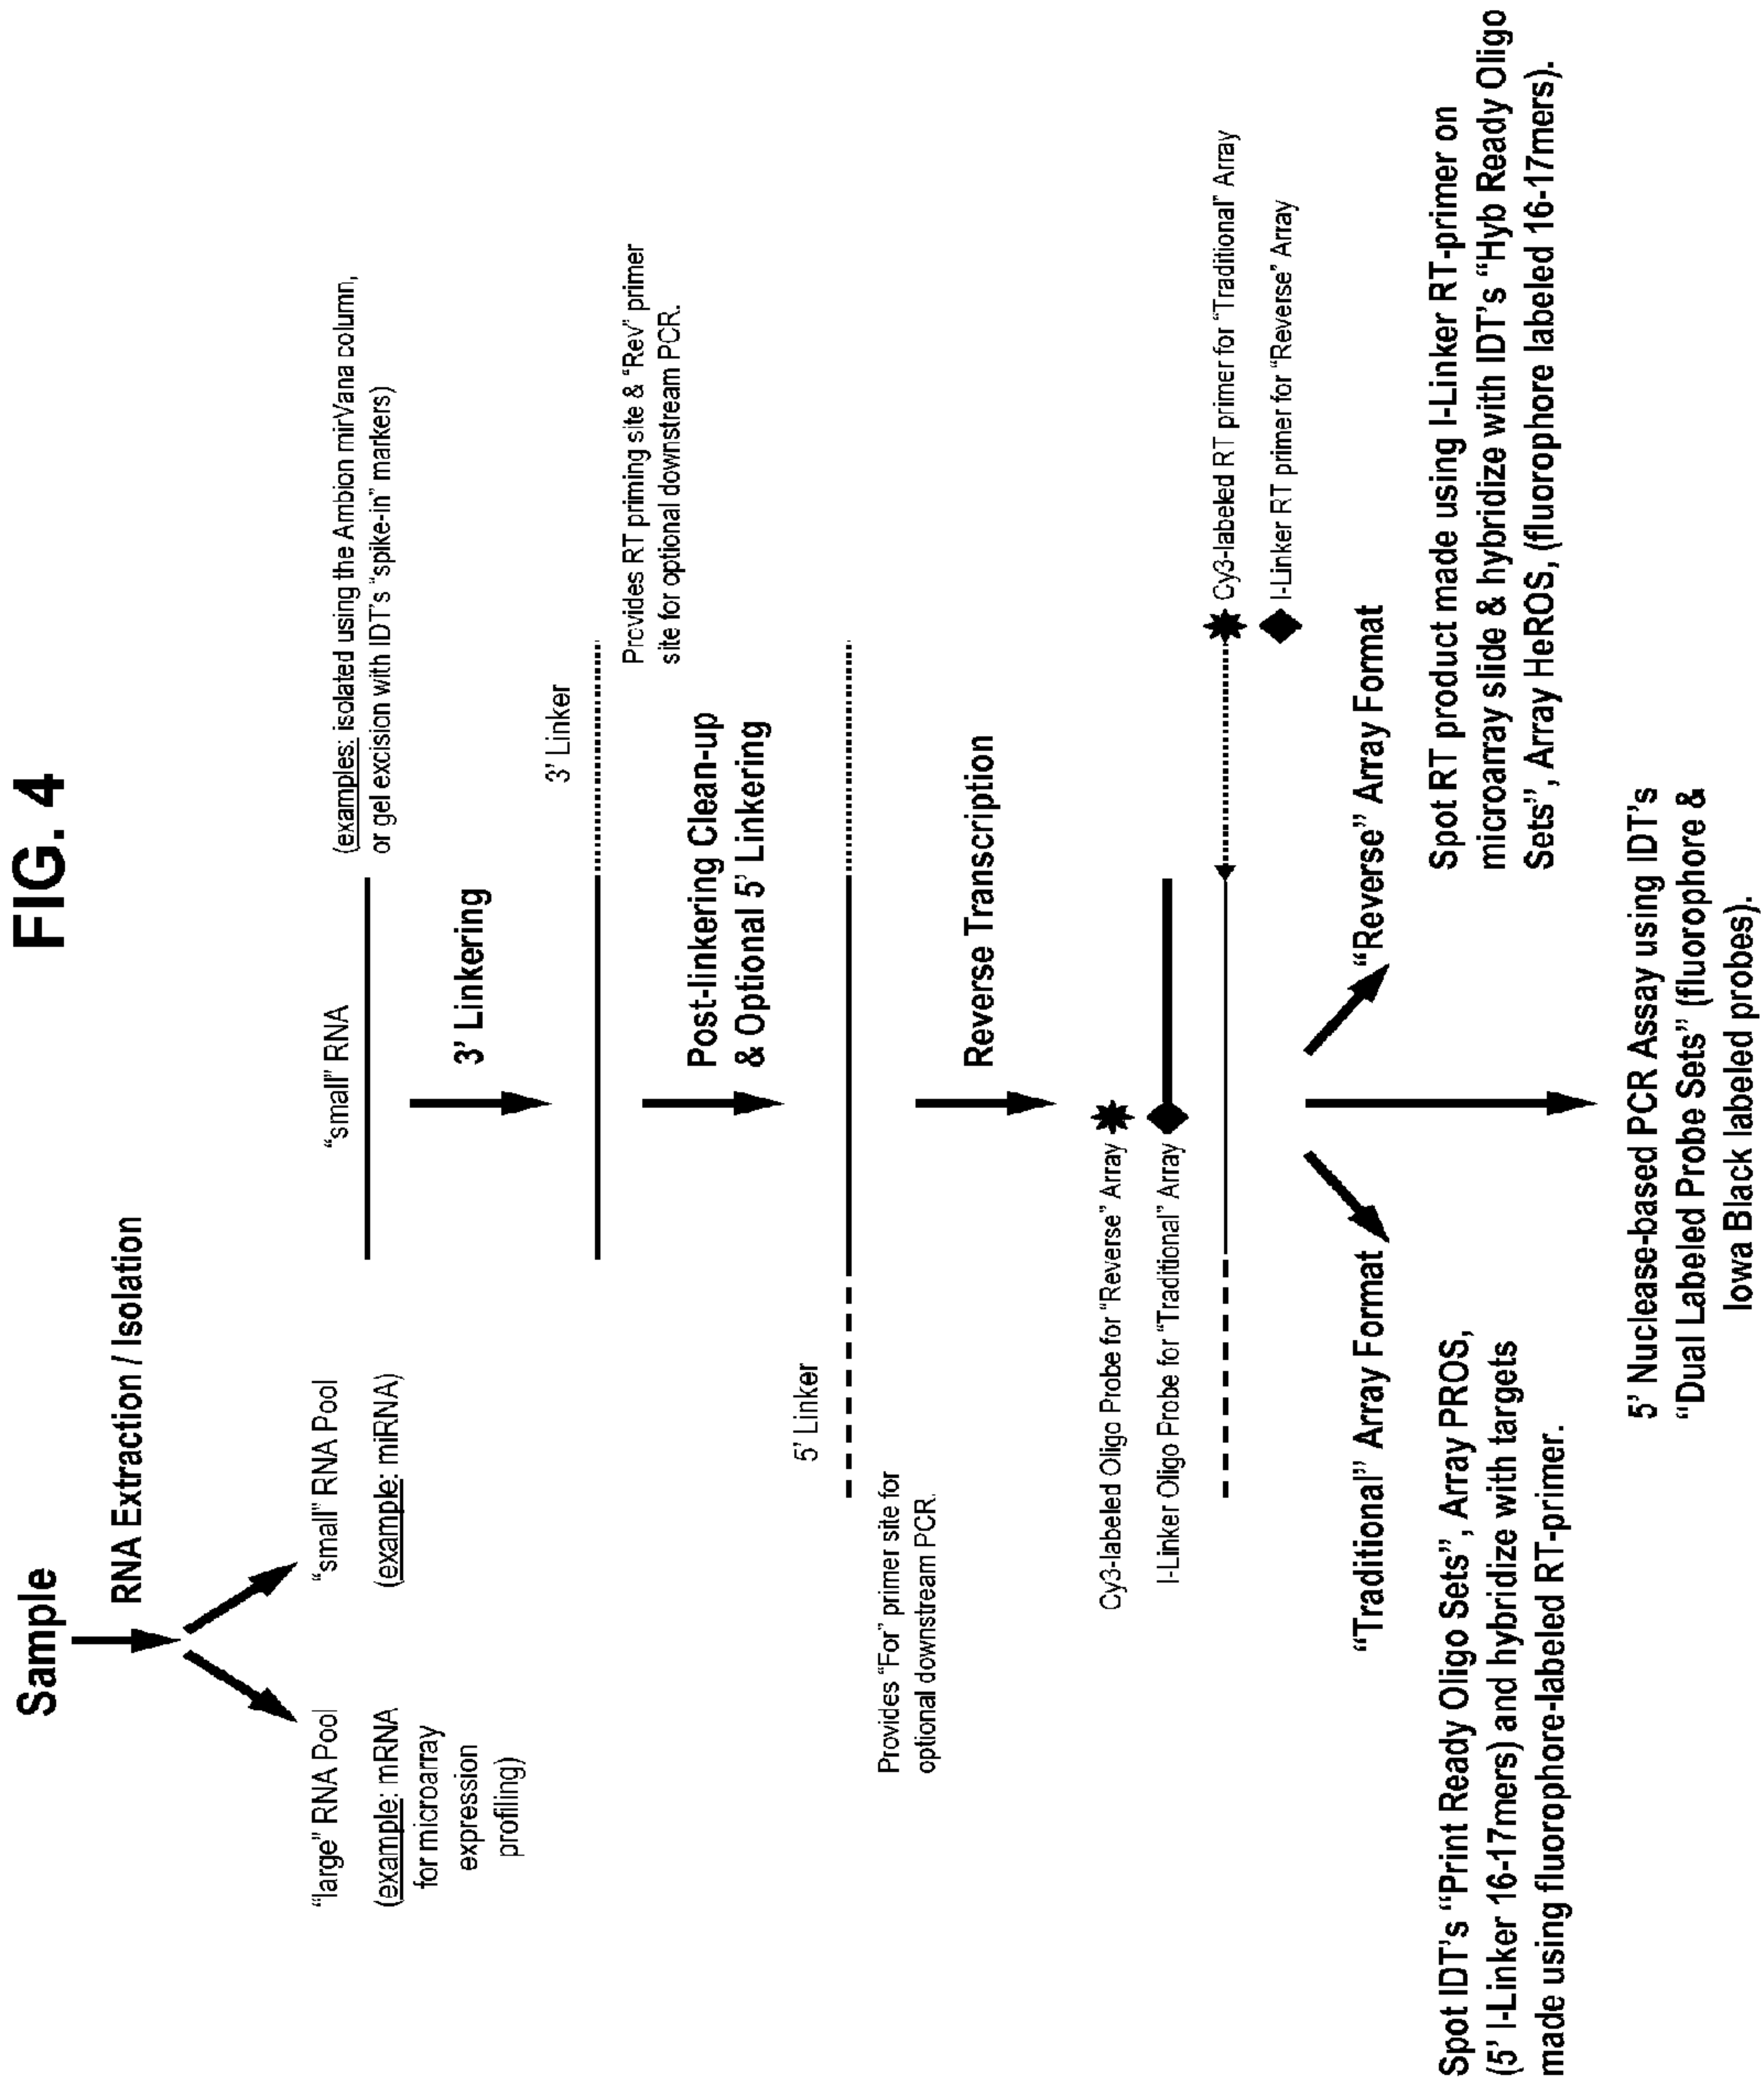 FIG. 4
Sample
RNA Extraction / Isolation
“large” RNA Pool
(example: mRNA
for microarray
expression
profiling)
“small” RNA Pool
(example: miRNA)
“small” RNA
(examples: isolated using the Ambion mirVana column,
or gel excision with IDT’s “spike-in” markers)
3’ Linkering
3’ Linker
Provides RT priming site & “Rev” primer
site for optional downstream PCR.
Post-linkering Clean-up
& Optional 5’ Linkering
5’ Linker
Provides “For” primer site for
optional downstream PCR.
Reverse Transcription
Cy3-labeled Oligo Probe for “Reverse” Array
I-Linker Oligo Probe for “Traditional” Array
Cy3-labeled RT primer for “Traditional” Array
I-Linker RT primer for “Reverse” Array
“Traditional” Array Format
Spot IDT’s “Print Ready Oligo Sets”, Array PROS,
(5’ I-Linker 16-17mers) and hybridize with targets
made using fluorophore-labeled RT-primer.
“Reverse” Array Format
Spot RT product made using I-Linker RT-primer on
microarray slide & hybridize with IDT’s “Hyb Ready Oligo
Sets”, Array HeROS, (fluorophore labeled 16-17mers).
5’ Nuclease-based PCR Assay using IDT’s
“Dual Labeled Probe Sets” (fluorophore &
Iowa Black labeled probes).